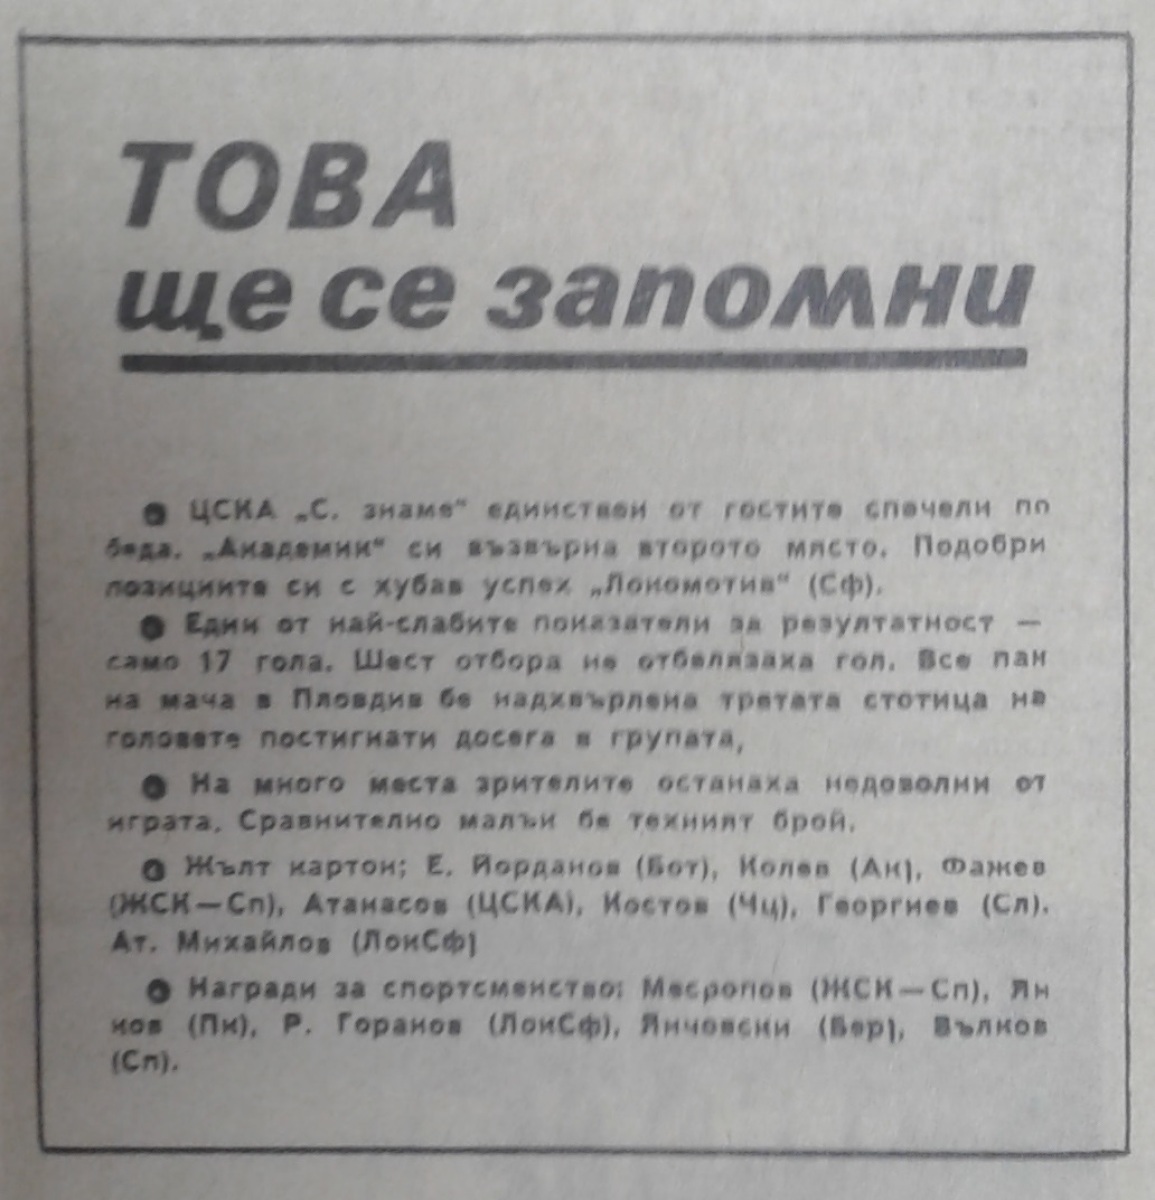 ТОВА
ще се запомни
● ЦСКА „С. знаме“ единствен от гостите спечели по
беда. „Академик“ си възвърна второто място. Подобри
позициите си с хубав успех „Локомотив“ (Сф).
● Един от най-слабите показатели за резултатност —
само 17 гола. Шест отбора не отбелязаха гол. Все пак
на мача в Пловдив бе надхвърлена третата стотица на
головете постигнати досега в групата,
● На много места зрителите останаха недоволни от
играта. Сравнително малък бе техният брой.
● Жълт картон; Е. Йорданов (Бот), Колев (Ак), Фажев
(ЖСК—Сп), Атанасов (ЦСКА), Костов (Чц), Георгиев (Сл).
Ат. Михайлов (ЛокСф)
● Награди за спортсменство: Месропов (ЖСК—Сп), Ян
ков (Пк), Р. Горанов (ЛокСф), Янчовски (Бер), Вълков
(Сп).